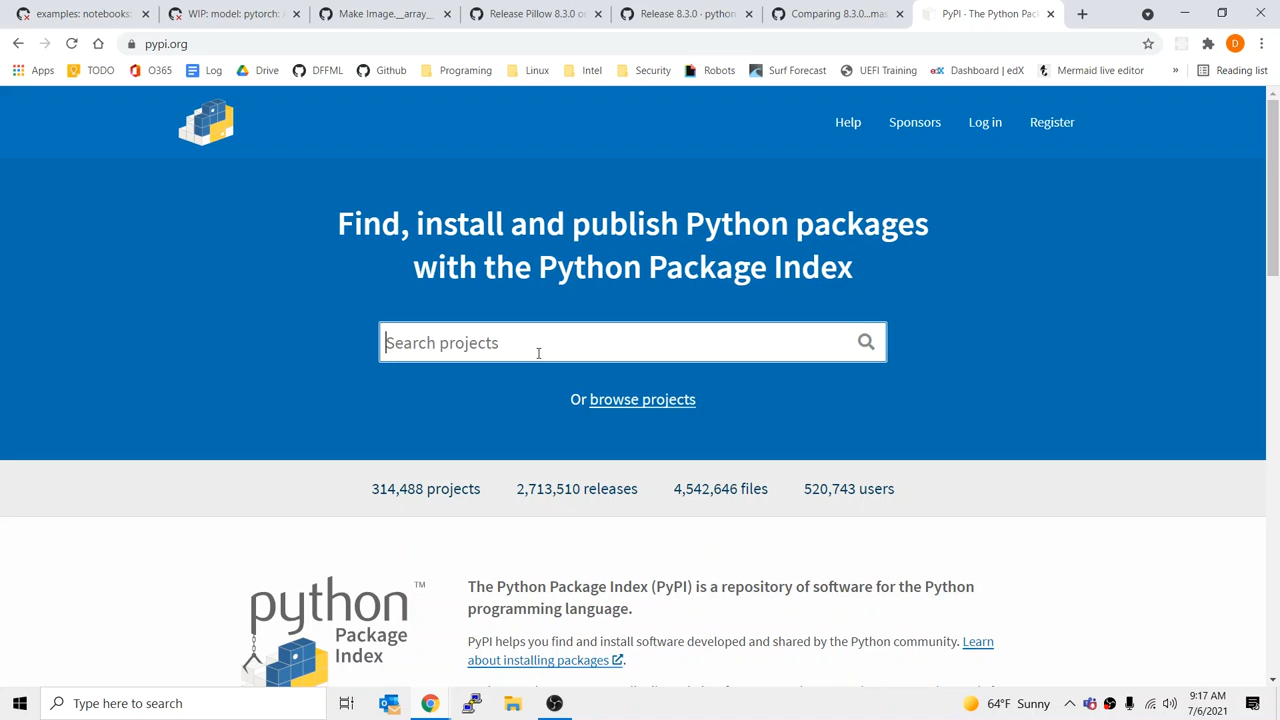 examples: notebooks:
WIP: model: pytorch: A
Make Image.__array_
Release Pillow 8.3.0 o
Release 8.3.0 · python
Comparing 8.3.0...mas
PyPI · The Python Pac
pypi.org
Apps
TODO
O365
Log
Drive
DFFML
Github
Programing
Linux
Intel
Security
Robots
Surf Forecast
UEFI Training
edX
Dashboard | edX
Mermaid live editor
»
Reading list
D
Help
Sponsors
Log in
Register
Find, install and publish Python packages
with the Python Package Index
Search projects
Or browse projects
314,488 projects
2,713,510 releases
4,542,646 files
520,743 users
python™
Package
Index
The Python Package Index (PyPI) is a repository of software for the Python
programming language.
PyPI helps you find and install software developed and shared by the Python community. Learn
about installing packages.
Type here to search
64°F Sunny
9:17 AM
7/6/2021